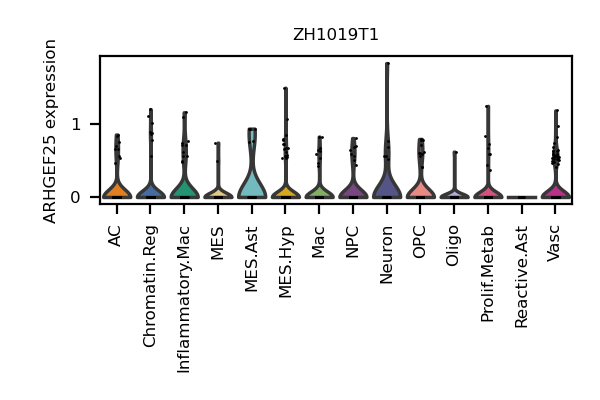 ZH1019T1
ARHGEF25 expression
1
0
AC
Chromatin.Reg
Inflammatory.Mac
MES
MES.Ast
MES.Hyp
Mac
NPC
Neuron
OPC
Oligo
Prolif.Metab
Reactive.Ast
Vasc